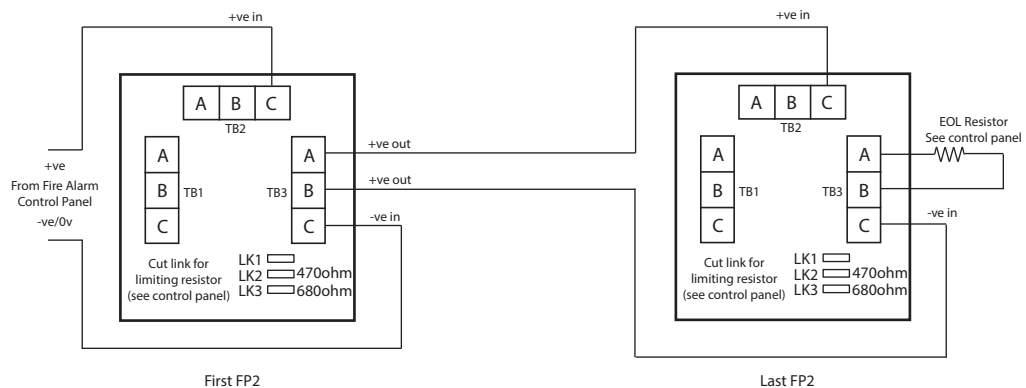 +ve in
A B C
TB2
A
B
C
TB1
TB3
A
B
C
+ve out
+ve out
-ve in
+ve
From Fire Alarm
Control Panel
-ve/0v
Cut link for
limiting resistor
(see control panel)
LK1
LK2 470ohm
LK3 680ohm
First FP2
+ve in
A B C
TB2
A
B
C
TB1
TB3
A
B
C
EOL Resistor
See control panel
-ve in
Cut link for
limiting resistor
(see control panel)
LK1
LK2 470ohm
LK3 680ohm
Last FP2